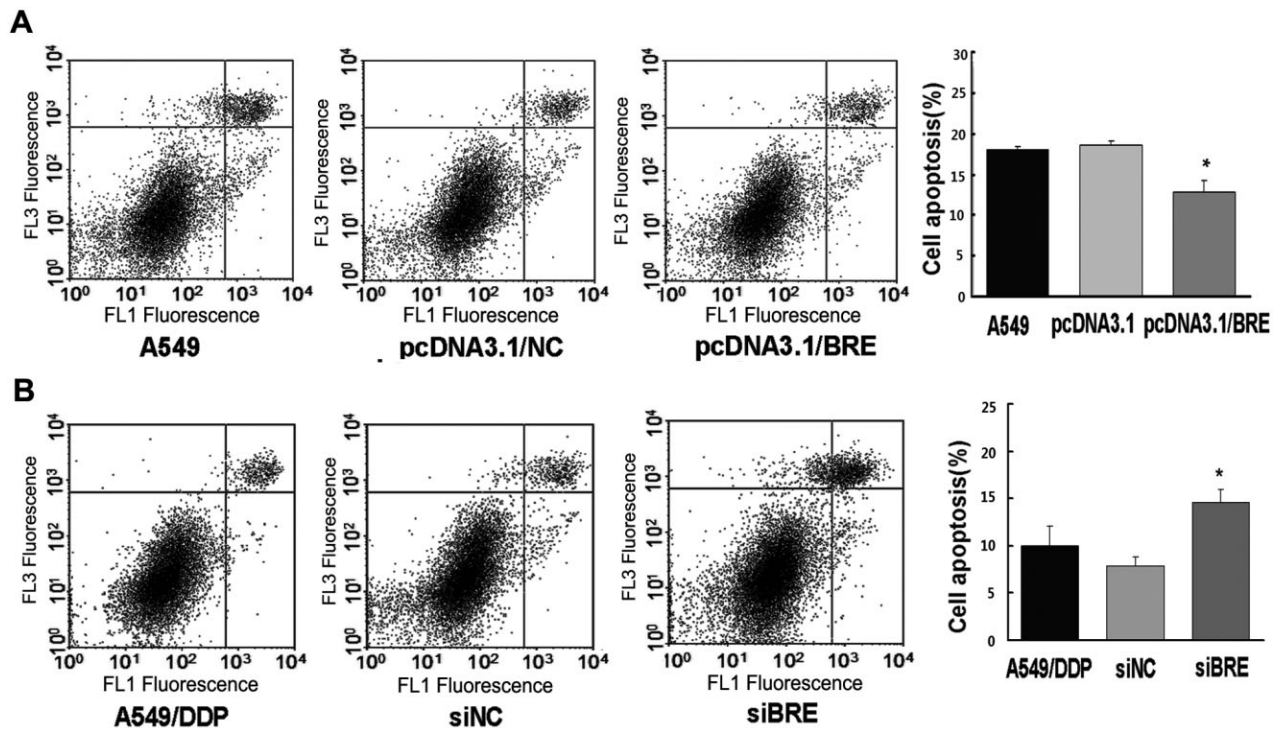 A
FL3 Fluorescence
10⁰ 10¹ 10² 10³ 10⁴
10⁰ 10¹ 10² 10³ 10⁴
FL1 Fluorescence
A549
FL3 Fluorescence
10⁰ 10¹ 10² 10³ 10⁴
10⁰ 10¹ 10² 10³ 10⁴
FL1 Fluorescence
pcDNA3.1/NC
FL3 Fluorescence
10⁰ 10¹ 10² 10³ 10⁴
10⁰ 10¹ 10² 10³ 10⁴
FL1 Fluorescence
pcDNA3.1/BRE
Cell apoptosis(%)
30
25
20
15
10
5
0
*
A549 pcDNA3.1 pcDNA3.1/BRE
B
FL3 Fluorescence
10⁰ 10¹ 10² 10³ 10⁴
10⁰ 10¹ 10² 10³ 10⁴
FL1 Fluorescence
A549/DDP
FL3 Fluorescence
10⁰ 10¹ 10² 10³ 10⁴
10⁰ 10¹ 10² 10³ 10⁴
FL1 Fluorescence
siNC
FL3 Fluorescence
10⁰ 10¹ 10² 10³ 10⁴
10⁰ 10¹ 10² 10³ 10⁴
FL1 Fluorescence
siBRE
Cell apoptosis(%)
25
20
15
10
5
0
*
A549/DDP siNC siBRE